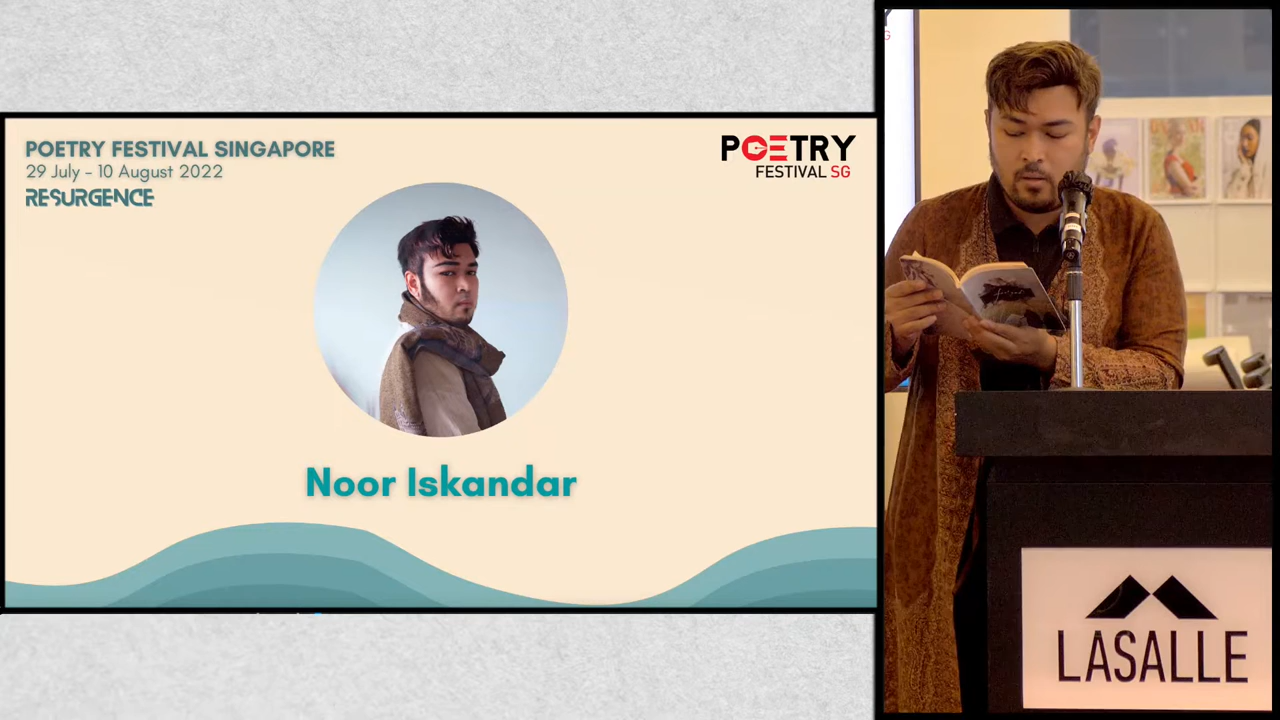 POETRY FESTIVAL SINGAPORE
29 July - 10 August 2022
RESURGENCE
POETRY
FESTIVAL SG
Noor Iskandar
G
LASALLE